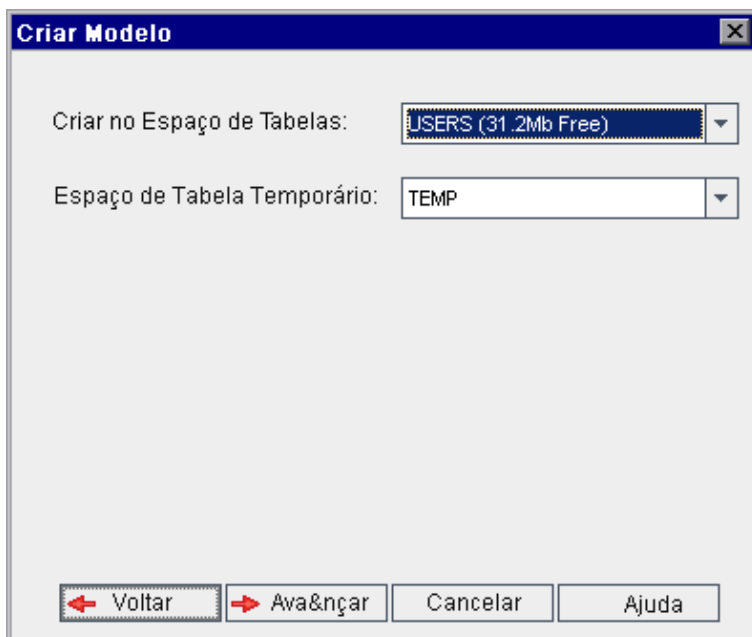 Criar Modelo
Criar no Espaço de Tabelas: USERS (31.2Mb Free)
Espaço de Tabela Temporário: TEMP
Voltar Ava&nçar Cancelar Ajuda